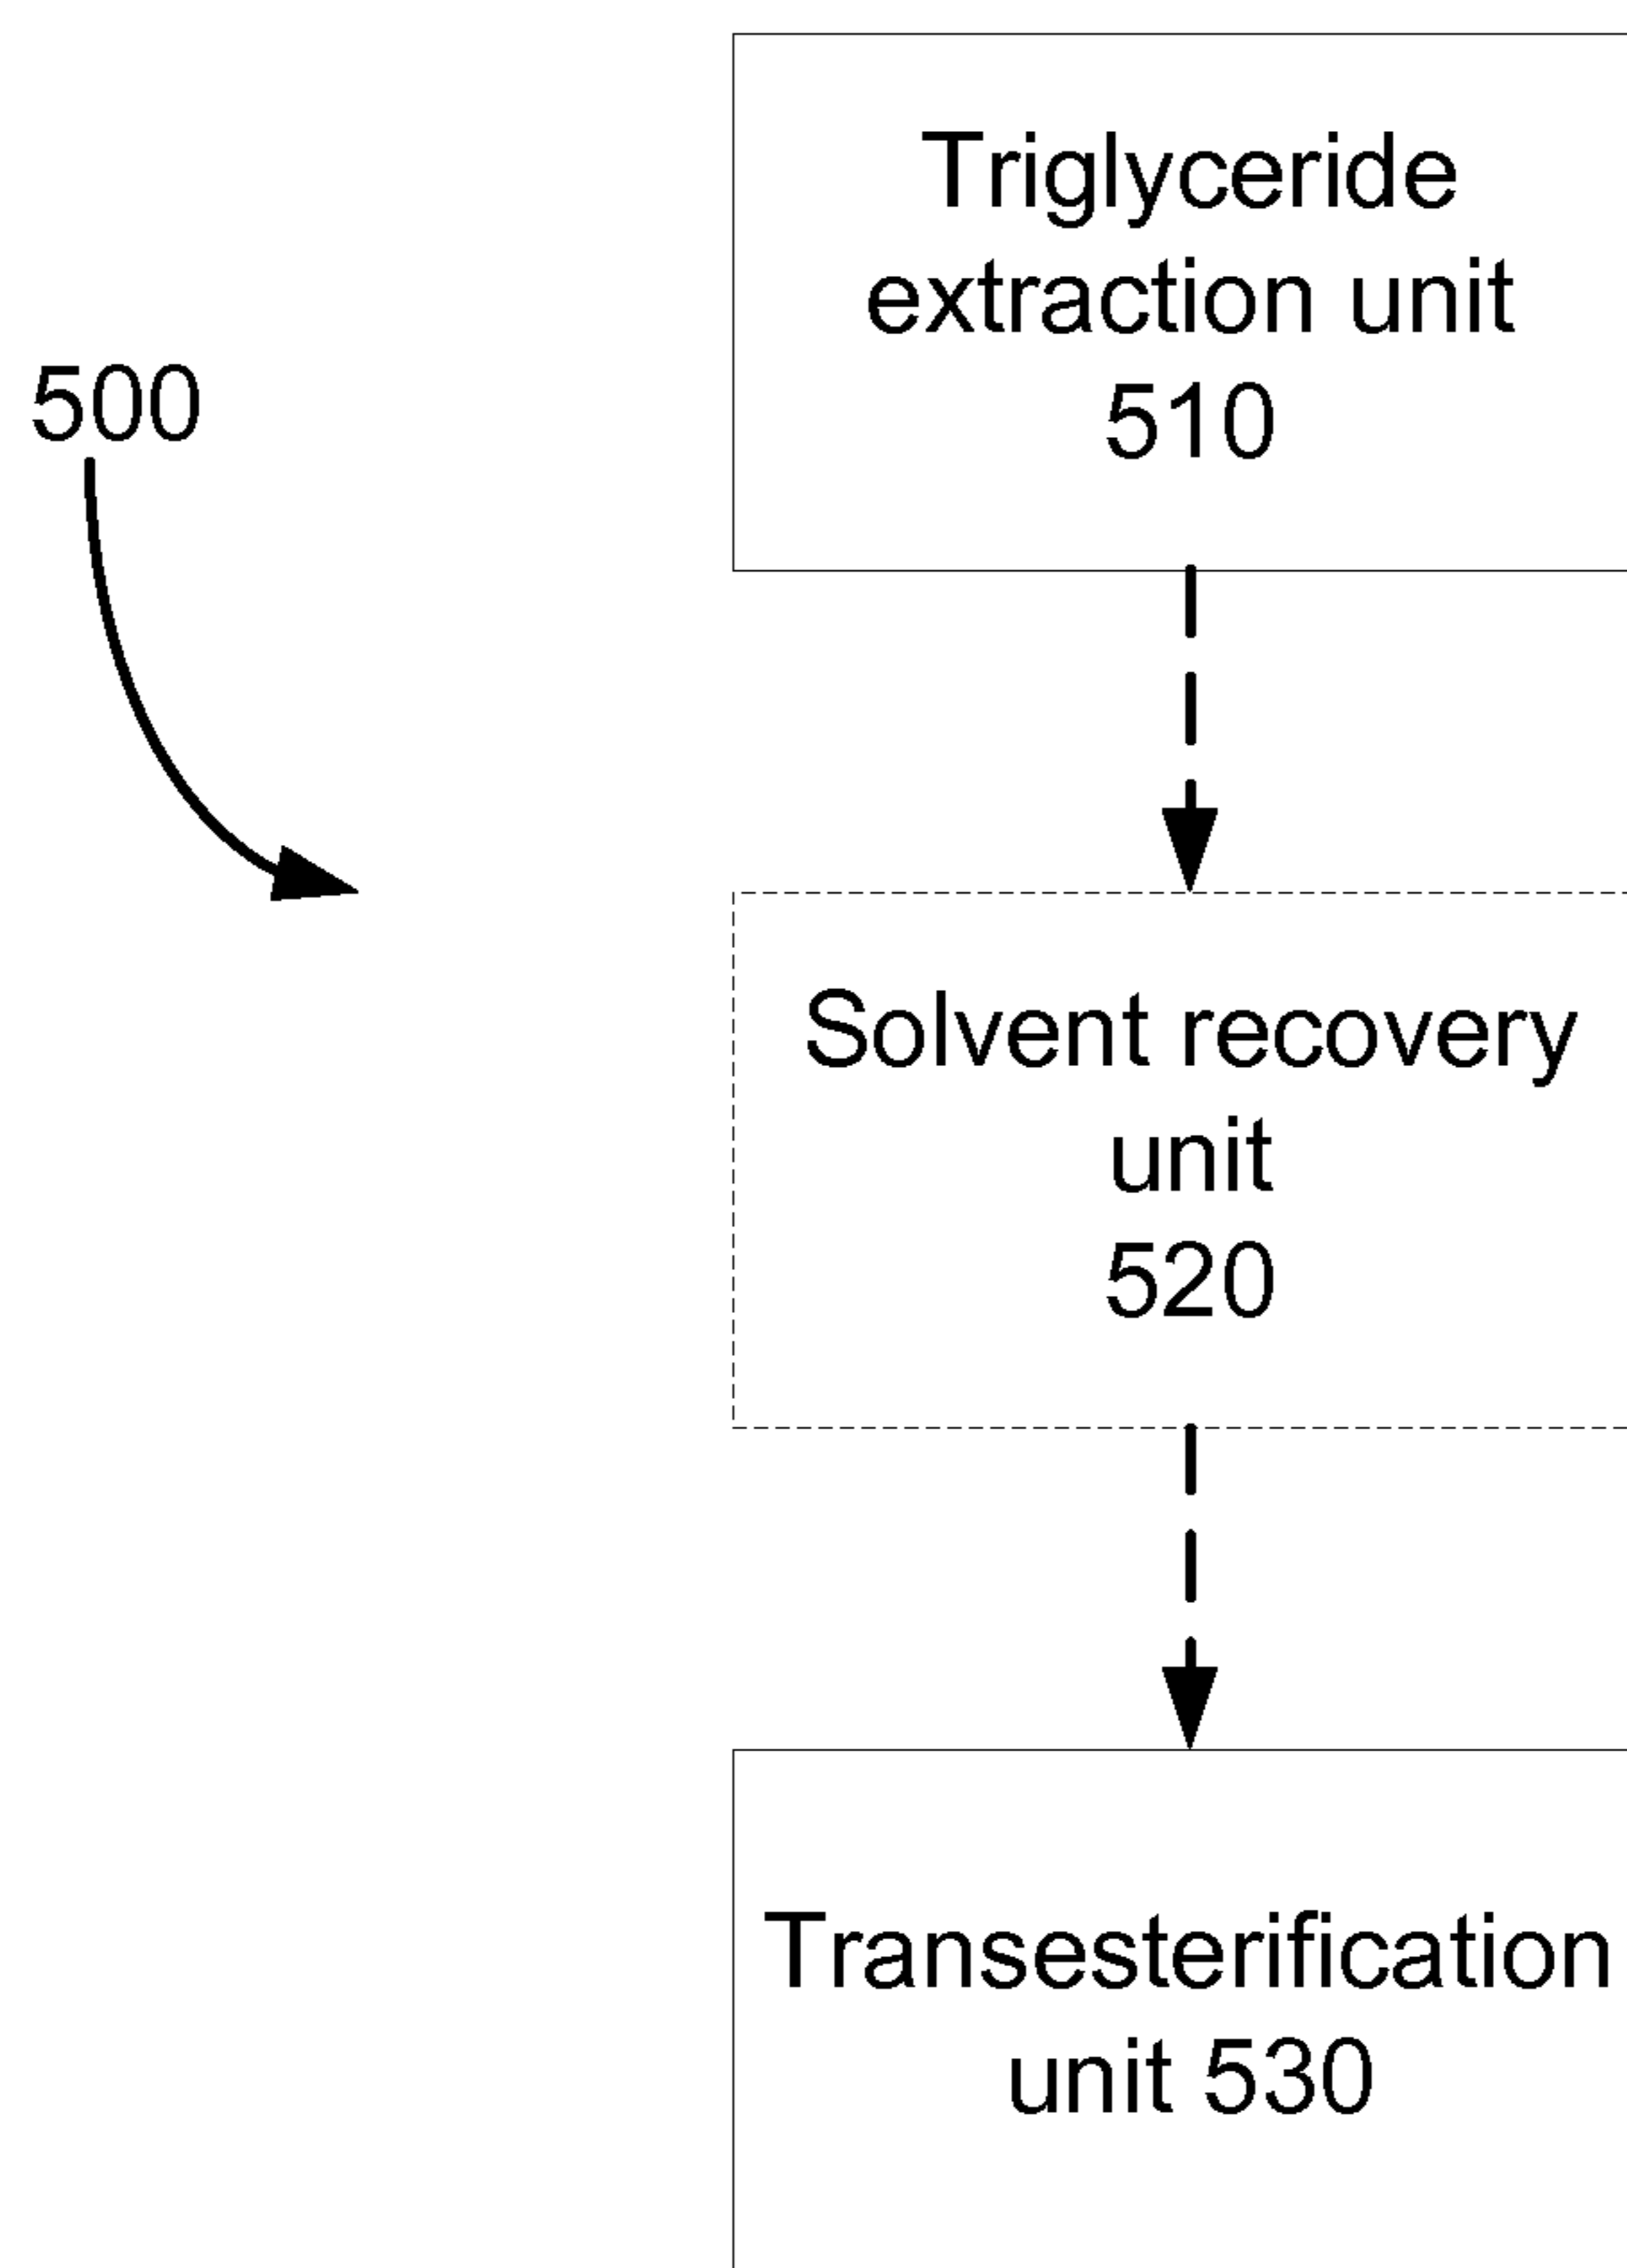 Triglyceride
extraction unit
510
500
Solvent recovery
unit
520
Transesterification
unit 530